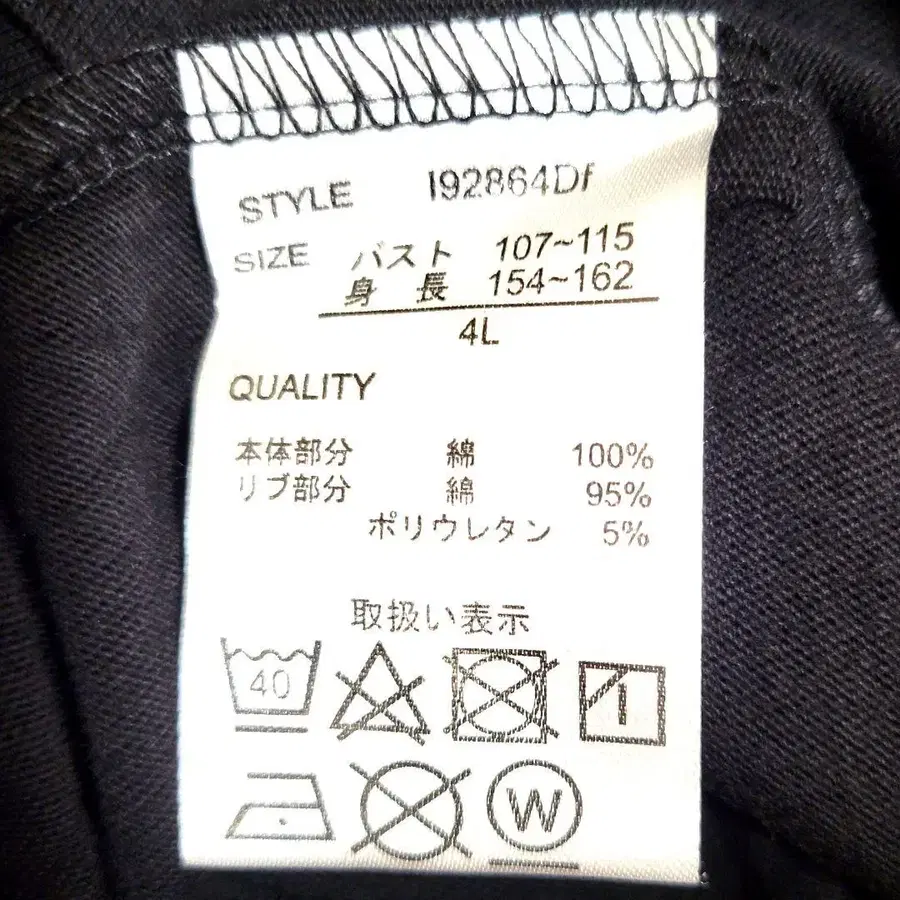 STYLE I92864Df
SIZE バスト 107~115
身 長 154~162
4L
QUALITY
本体部分 綿 100%
リブ部分 綿 95%
ポリウレタン 5%
取扱い表示
40
W